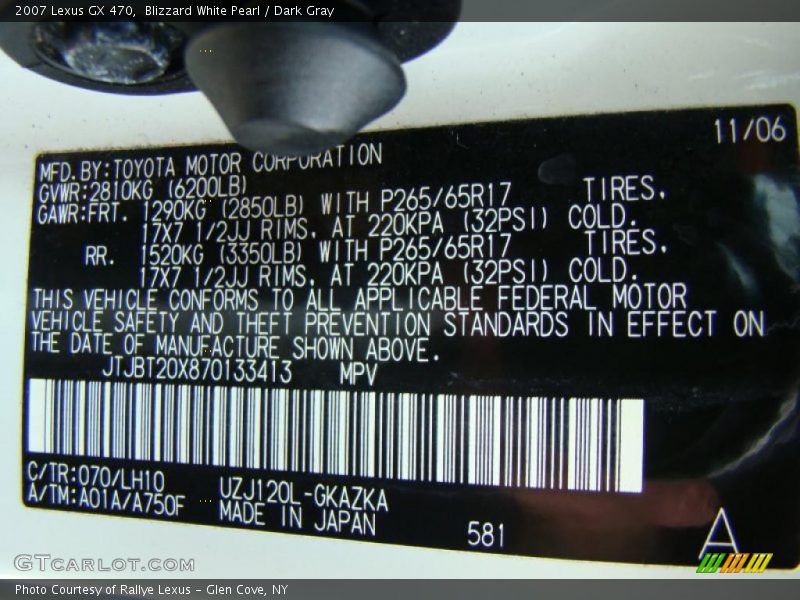 2007 Lexus GX 470, Blizzard White Pearl / Dark Gray
11/06
MFD.BY:TOYOTA MOTOR CORPORATION
GVWR:2810KG (6200LB)
GAWR:FRT. 1290KG (2850LB) WITH P265/65R17 TIRES,
17X7 1/2JJ RIMS, AT 220KPA (32PSI) COLD.
RR. 1520KG (3350LB) WITH P265/65R17 TIRES,
17X7 1/2JJ RIMS, AT 220KPA (32PSI) COLD.
THIS VEHICLE CONFORMS TO ALL APPLICABLE FEDERAL MOTOR
VEHICLE SAFETY AND THEFT PREVENTION STANDARDS IN EFFECT ON
THE DATE OF MANUFACTURE SHOWN ABOVE.
JTJBT20X870133413 MPV
C/TR:070/LH10 UZJ120L-GKAZKA
A/TM:A01A/A750F MADE IN JAPAN
581
A
GTcarlot.com
Photo Courtesy of Rallye Lexus - Glen Cove, NY